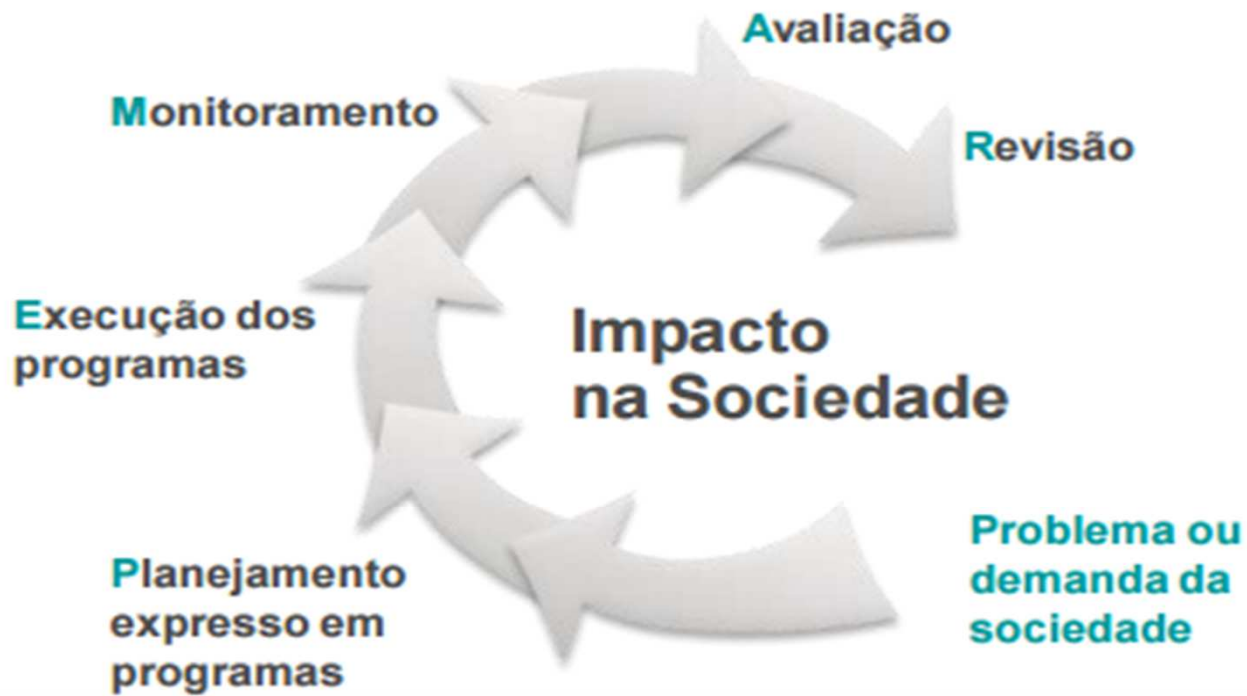 Avaliação
Monitoramento
Revisão
Execução dos
programas
Impacto
na Sociedade
Planejamento
expresso em
programas
Problema ou
demanda da
sociedade